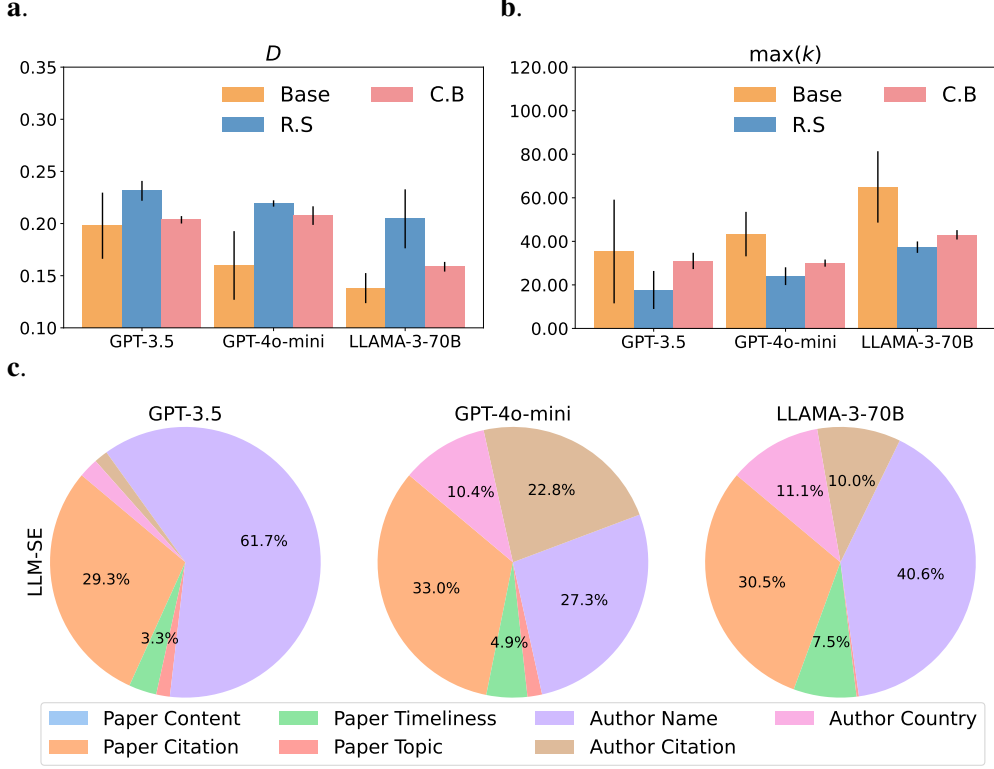 a.
D
0.35
0.30
0.25
0.20
0.15
0.10
Base
R.S
C.B
GPT-3.5
GPT-4o-mini
LLAMA-3-70B
b.
max(k)
120.00
100.00
80.00
60.00
40.00
20.00
0.00
Base
R.S
C.B
GPT-3.5
GPT-4o-mini
LLAMA-3-70B
c.
LLM-SE
GPT-3.5
61.7%
29.3%
3.3%
GPT-4o-mini
10.4%
22.8%
33.0%
27.3%
4.9%
LLAMA-3-70B
11.1%
10.0%
30.5%
40.6%
7.5%
Paper Content
Paper Citation
Paper Timeliness
Paper Topic
Author Name
Author Citation
Author Country